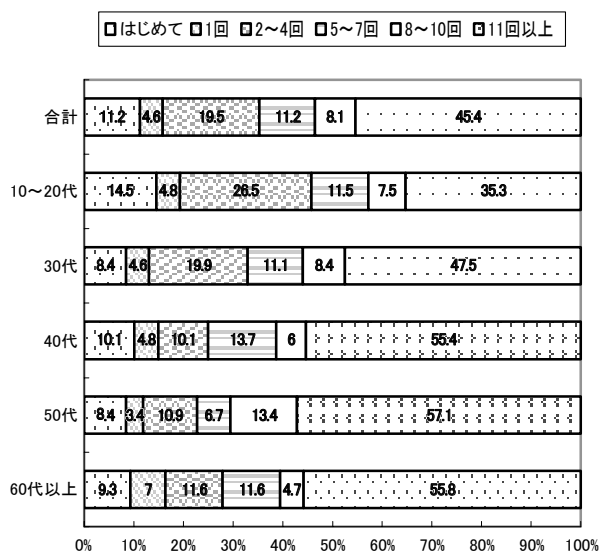 はじめて 1回 2～4回 5～7回 8～10回 11回以上
合計 11.2 4.6 19.5 11.2 8.1 45.4
10～20代 14.5 4.8 26.5 11.5 7.5 35.3
30代 8.4 4.6 19.9 11.1 8.4 47.5
40代 10.1 4.8 10.1 13.7 6 55.4
50代 8.4 3.4 10.9 6.7 13.4 57.1
60代以上 9.3 7 11.6 11.6 4.7 55.8
0% 10% 20% 30% 40% 50% 60% 70% 80% 90% 100%